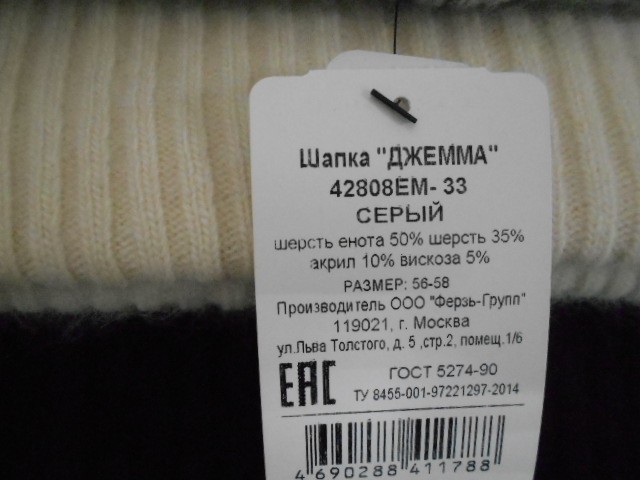 Шапка "ДЖЕММА"
42808ЕМ- 33
СЕРЫЙ
шерсть енота 50% шерсть 35%
акрил 10% вискоза 5%
РАЗМЕР: 56-58
Производитель ООО "Ферзь-Групп"
119021, г. Москва
ул.Льва Толстого, д. 5 ,стр.2, помещ.1/6
ЕАС ГОСТ 5274-90
ТУ 8455-001-97221297-2014
4 690288 411788